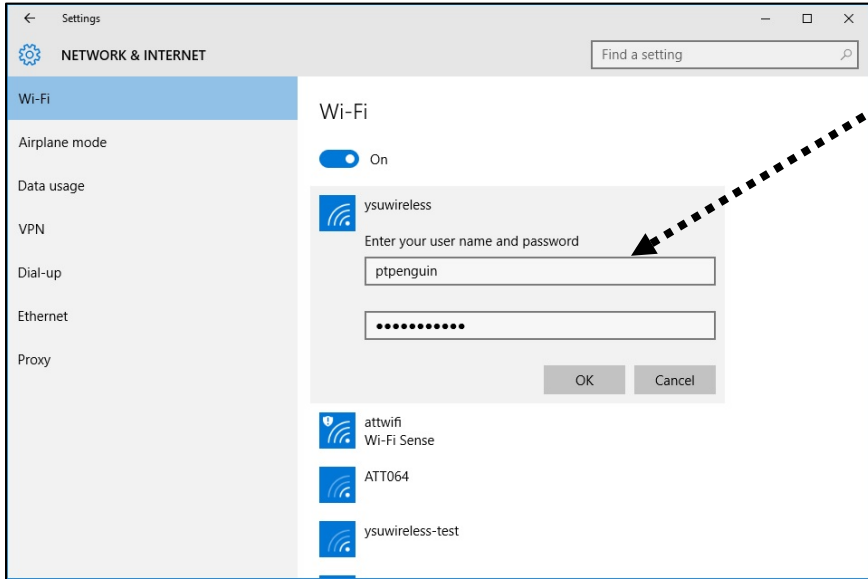 Settings
NETWORK & INTERNET
Find a setting
Wi-Fi
Airplane mode
Data usage
VPN
Dial-up
Ethernet
Proxy
Wi-Fi
On
ysuwireless
Enter your user name and password
ptpenguin
●●●●●●●●●●●
OK Cancel
attwifi
Wi-Fi Sense
ATT064
ysuwireless-test